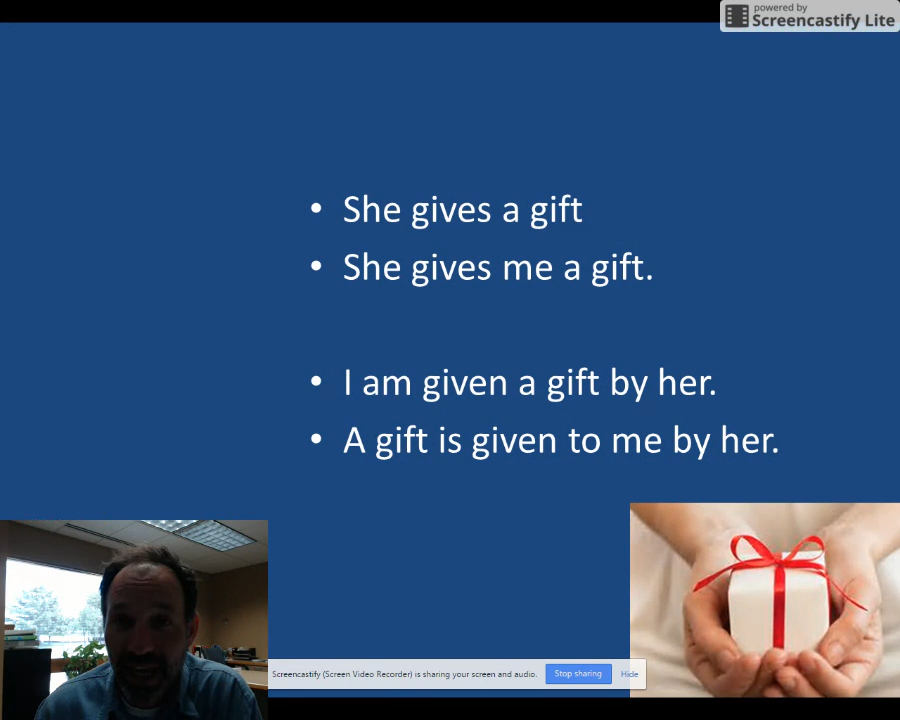 powered by
Screencastify Lite
• She gives a gift
• She gives me a gift.
• I am given a gift by her.
• A gift is given to me by her.
Screencastify (Screen Video Recorder) is sharing your screen and audio. Stop sharing Hide